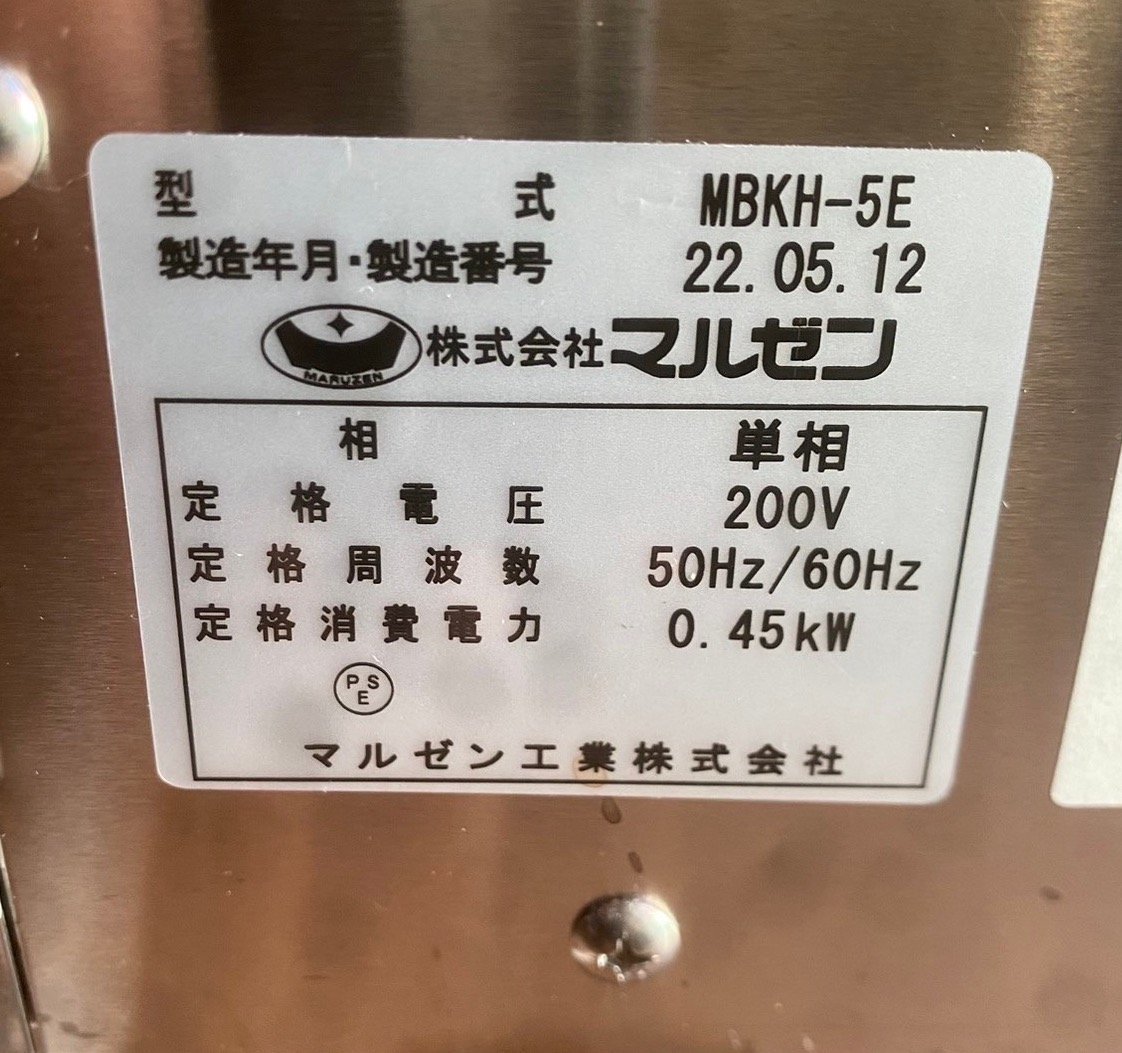 型式 MBKH-5E
製造年月・製造番号 22.05.12
MARUZEN 株式会社マルゼン
相 単相
定格電圧 200V
定格周波数 50Hz/60Hz
定格消費電力 0.45kW
PSE
マルゼン工業株式会社